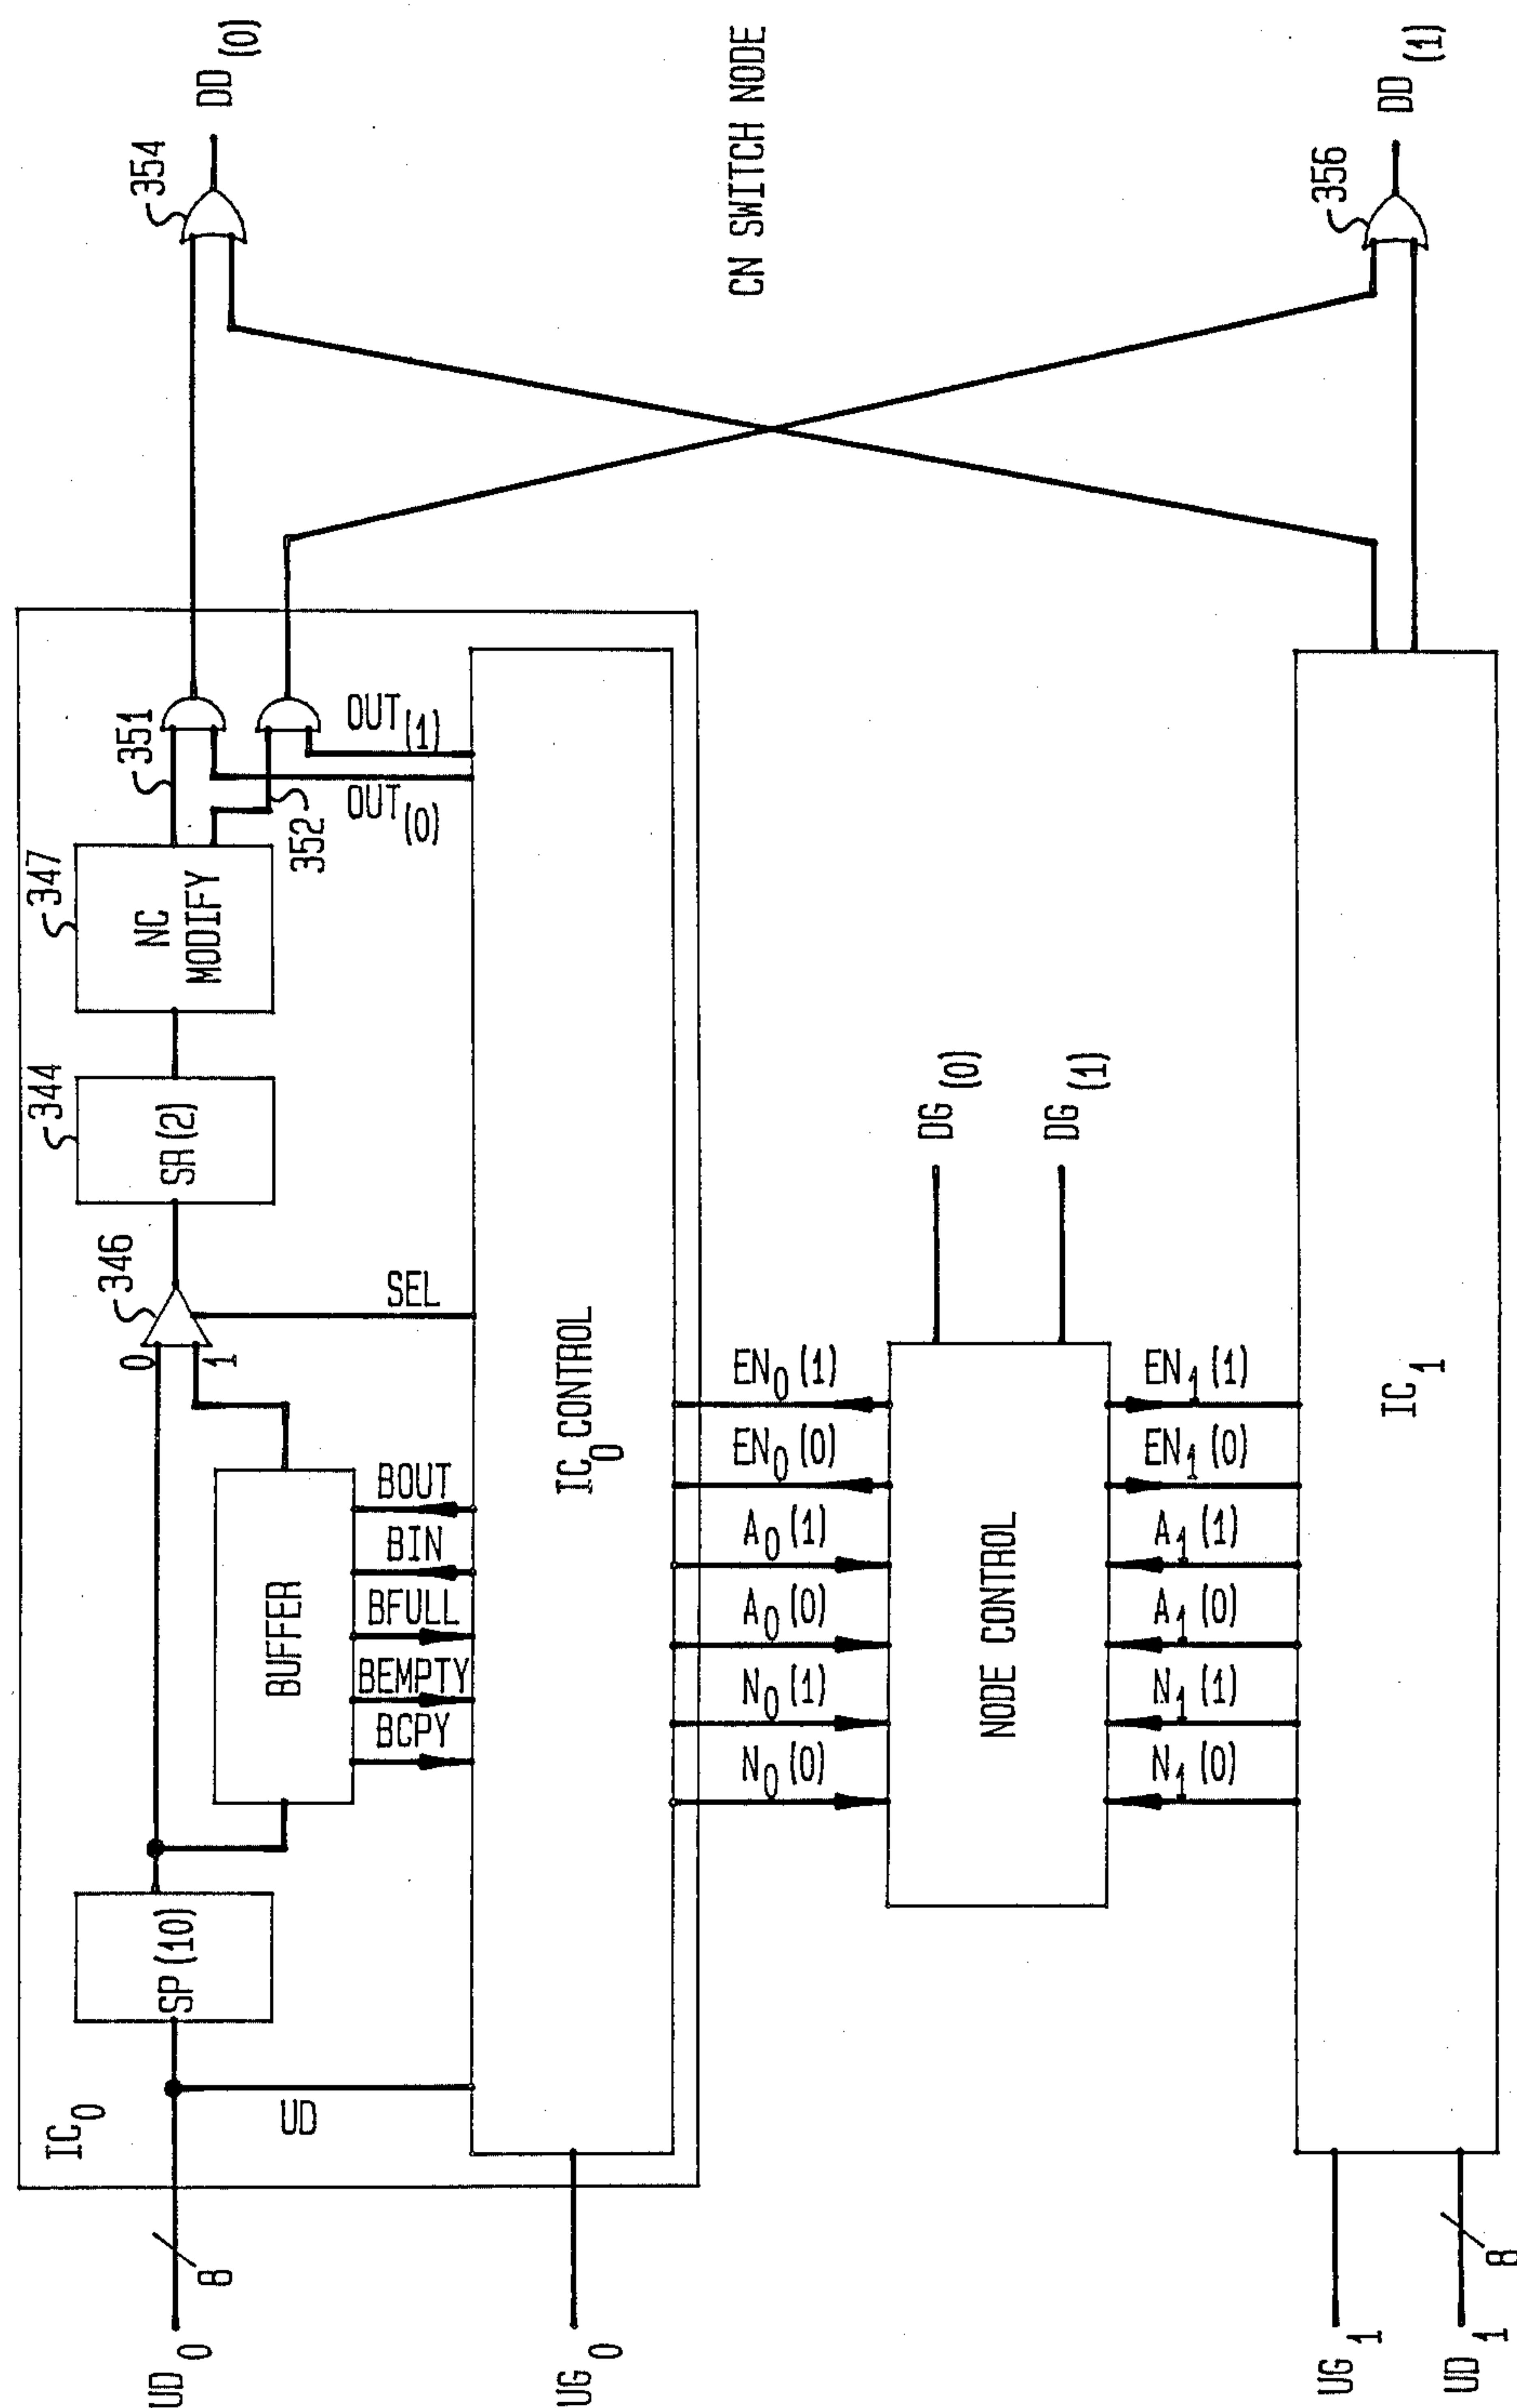 IC0
UD0
8
UD
SP (10)
BUFFER
BCPY
BEMPTY
BFULL
BIN
BOUT
0
1
346
SEL
SR (2)
344
NC
MODIFY
347
351
352
OUT(0)
OUT(1)
354
DD(0)
UG0
IC0 CONTROL
N0 (0)
N0 (1)
A0 (0)
A0 (1)
EN0 (0)
EN0 (1)
NODE CONTROL
DG(0)
DG(1)
CN SWITCH NODE
N1 (0)
N1 (1)
A1 (0)
A1 (1)
EN1 (0)
EN1 (1)
UG1
UD1
8
IC1
356
DD(1)